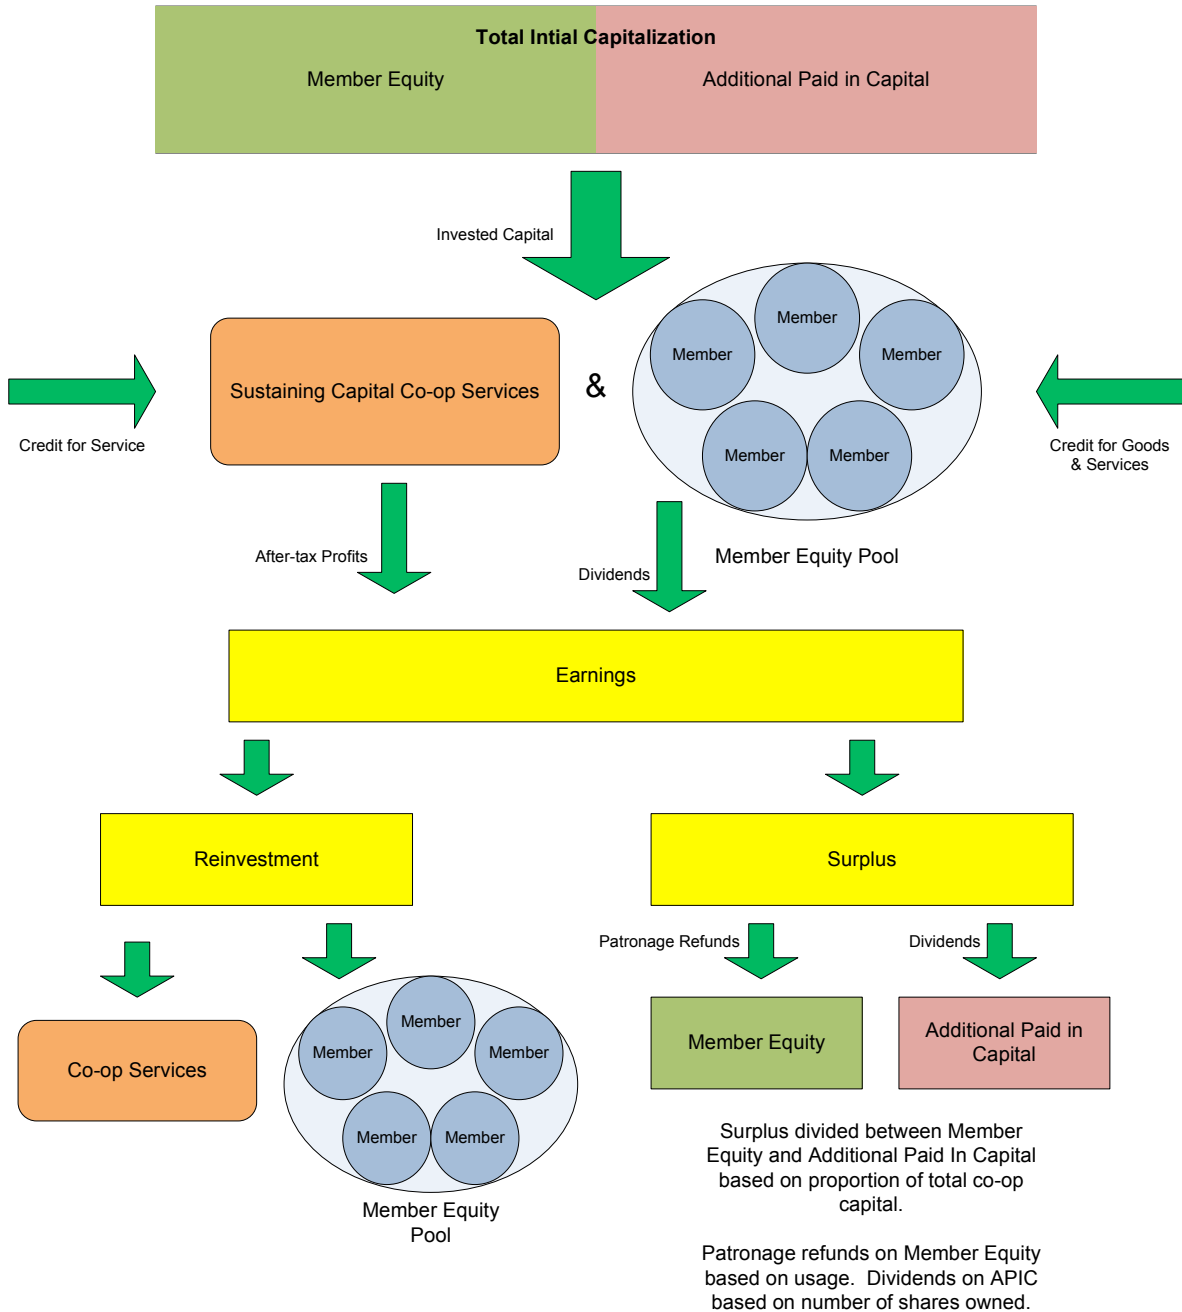 Total Intial Capitalization
Member Equity
Additional Paid in Capital
Invested Capital
Member
Member
Member
Sustaining Capital Co-op Services
&
Member
Member
Credit for Service
Credit for Goods
& Services
After-tax Profits
Dividends
Member Equity Pool
Earnings
Reinvestment
Surplus
Patronage Refunds
Dividends
Member
Member
Member
Member Equity
Additional Paid in
Capital
Co-op Services
Member
Member
Member Equity
Pool
Surplus divided between Member
Equity and Additional Paid In Capital
based on proportion of total co-op
capital.
Patronage refunds on Member Equity
based on usage.  Dividends on APIC
based on number of shares owned.